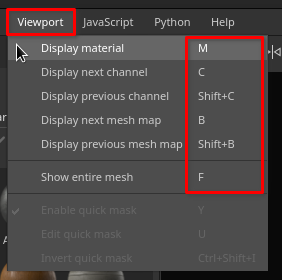 Viewport JavaScript Python Help
Display material M
Display next channel C
Display previous channel Shift+C
Display next mesh map B
Display previous mesh map Shift+B
Show entire mesh F
Enable quick mask Y
Edit quick mask U
Invert quick mask Ctrl+Shift+I